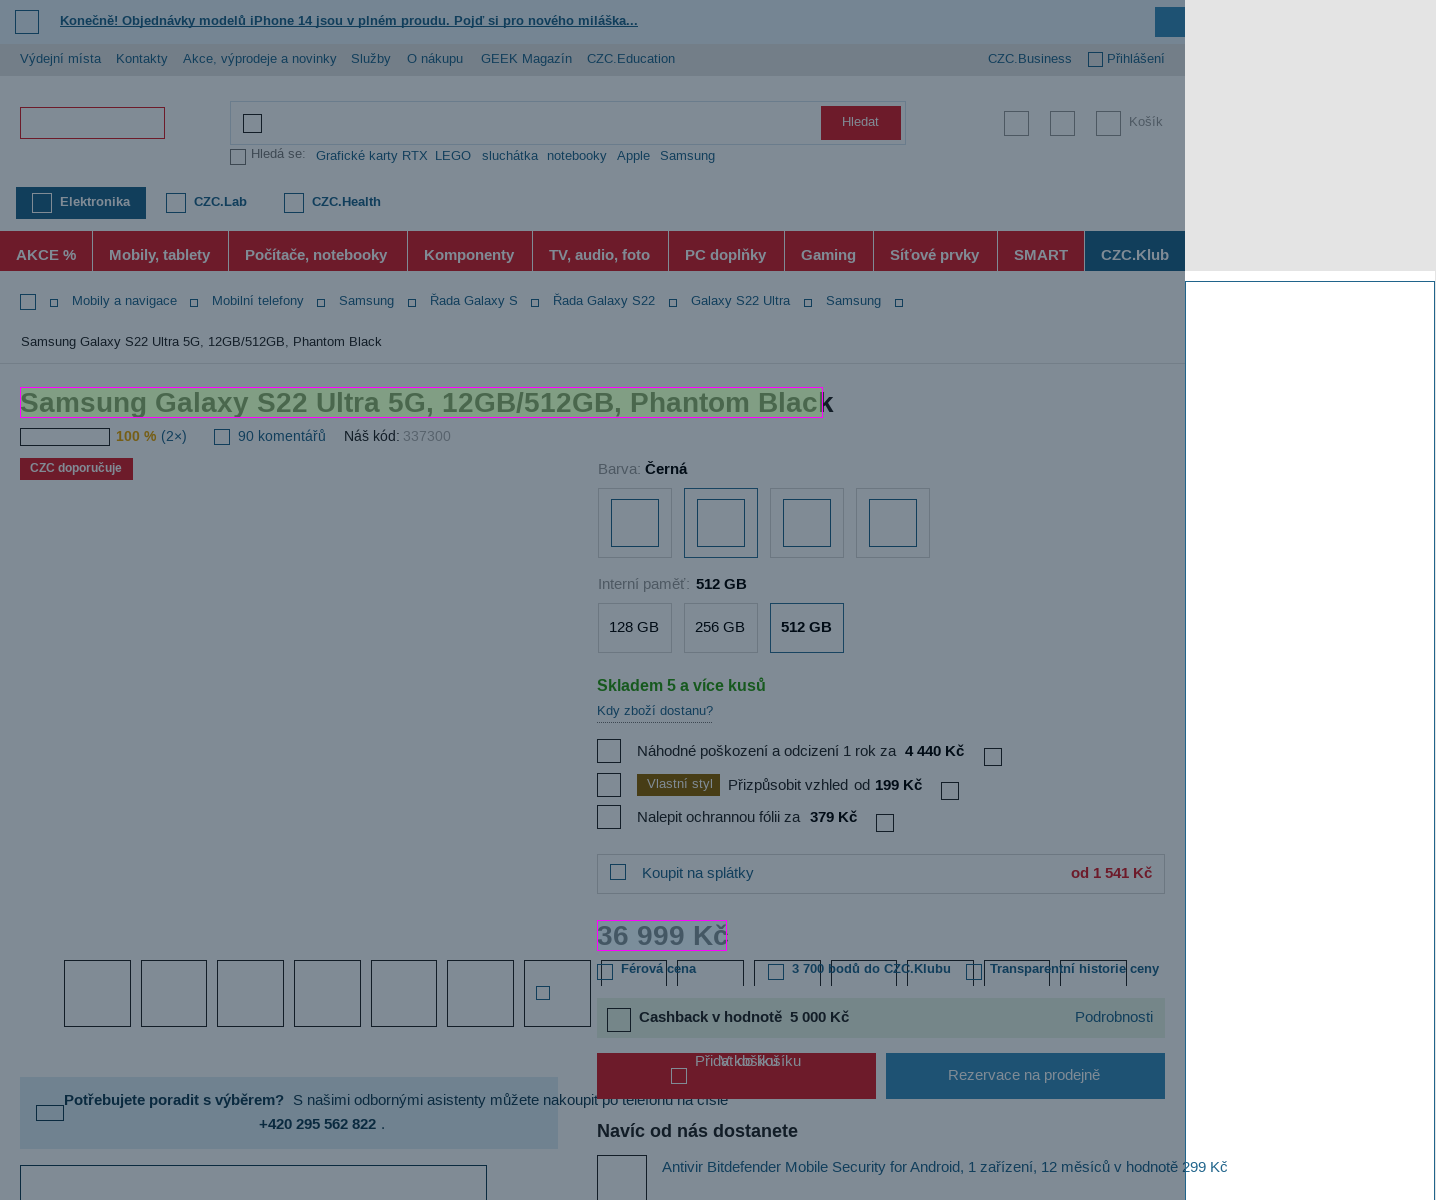 Konečně! Objednávky modelů iPhone 14 jsou v plném proudu. Pojď si pro nového miláška...
Výdejní místa Kontakty Akce, výprodeje a novinky Služby O nákupu GEEK Magazín CZC.Education CZC.Business Přihlášení
Hledat Košík
Hledá se: Grafické karty RTX LEGO sluchátka notebooky Apple Samsung
Elektronika CZC.Lab CZC.Health
AKCE % Mobily, tablety Počítače, notebooky Komponenty TV, audio, foto PC doplňky Gaming Síťové prvky SMART CZC.Klub
Mobily a navigace Mobilní telefony Samsung Řada Galaxy S Řada Galaxy S22 Galaxy S22 Ultra Samsung
Samsung Galaxy S22 Ultra 5G, 12GB/512GB, Phantom Black
Samsung Galaxy S22 Ultra 5G, 12GB/512GB, Phantom Black
100 % (2×) 90 komentářů Náš kód: 337300
CZC doporučuje
Barva: Černá
Interní paměť: 512 GB
128 GB 256 GB 512 GB
Skladem 5 a více kusů
Kdy zboží dostanu?
Náhodné poškození a odcizení 1 rok za 4 440 Kč
Vlastní styl Přizpůsobit vzhled od 199 Kč
Nalepit ochrannou fólii za 379 Kč
Koupit na splátky od 1 541 Kč
36 999 Kč
Férová cena 3 700 bodů do CZC.Klubu Transparentní historie ceny
Cashback v hodnotě 5 000 Kč Podrobnosti
Přidat do košíku V košíku
Rezervace na prodejně
Potřebujete poradit s výběrem? S našimi odbornými asistenty můžete nakoupit po telefonu na čísle
+420 295 562 822 .
Navíc od nás dostanete
Antivir Bitdefender Mobile Security for Android, 1 zařízení, 12 měsíců v hodnotě 299 Kč